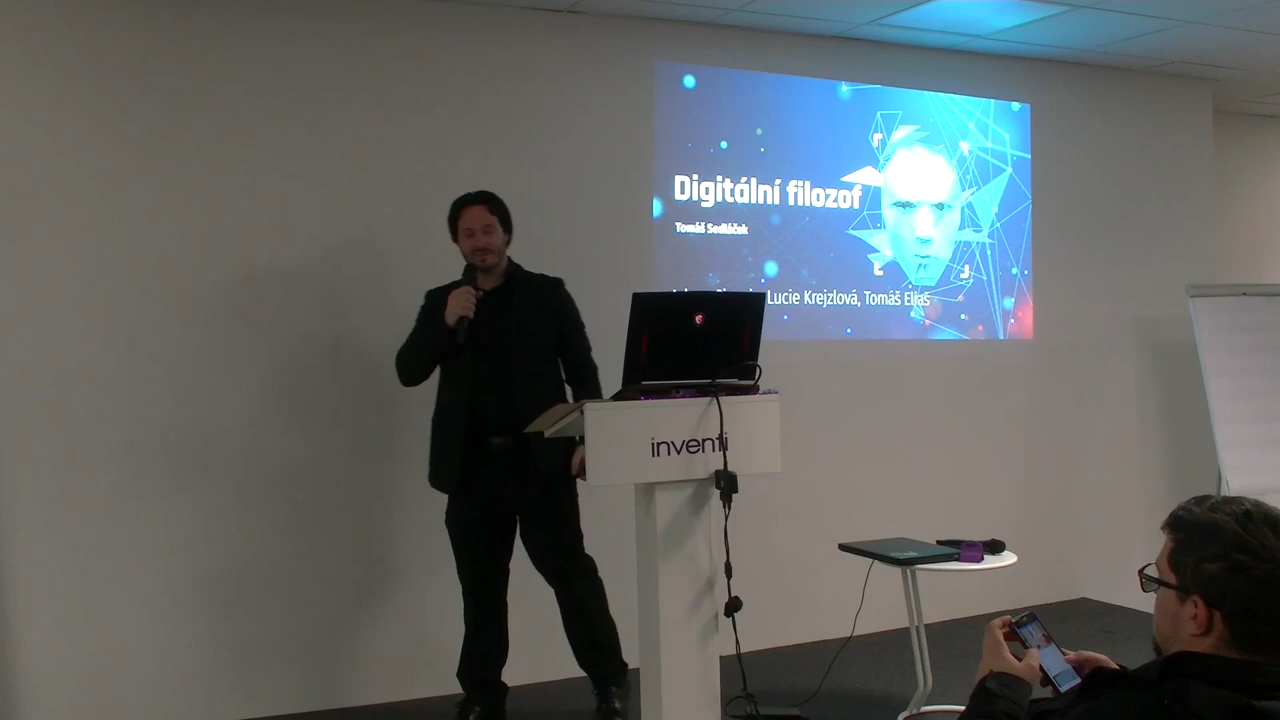 Digitální filozof
Tomáš Sedláček
Lucie Krejzlová, Tomáš Eliáš
inventi